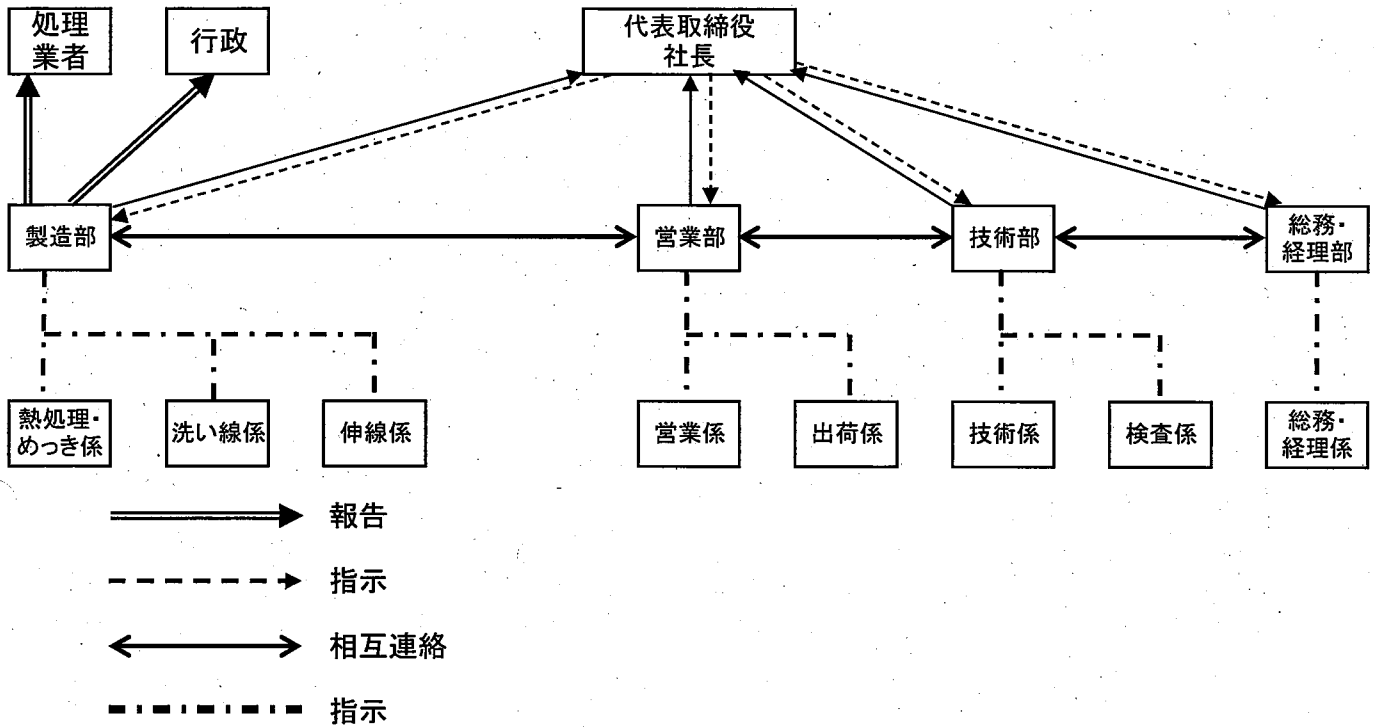 処理
業者
行政
代表取締役
社長
製造部
営業部
技術部
総務・
経理部
熱処理・
めっき係
洗い線係
伸線係
営業係
出荷係
技術係
検査係
総務・
経理係
報告
指示
相互連絡
指示